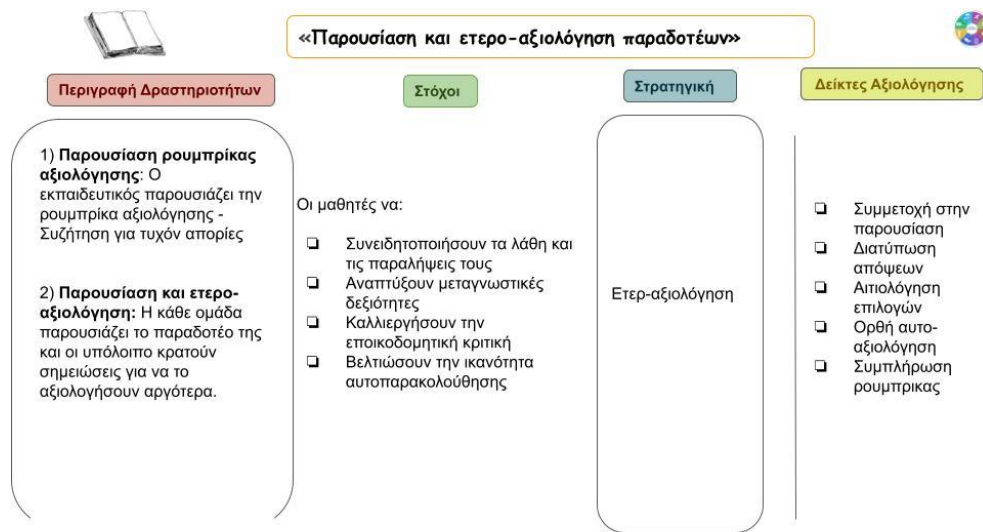 «Παρουσίαση και ετερο-αξιολόγηση παραδοτέων»
Περιγραφή Δραστηριοτήτων
1) Παρουσίαση ρουμπρίκας
αξιολόγησης: Ο
εκπαιδευτικός παρουσιάζει την
ρουμπρίκα αξιολόγησης -
Συζήτηση για τυχόν απορίες
2) Παρουσίαση και ετερο-
αξιολόγηση: Η κάθε ομάδα
παρουσιάζει το παραδοτέο της
και οι υπόλοιπο κρατούν
σημειώσεις για να το
αξιολογήσουν αργότερα.
Στόχοι
Οι μαθητές να:
Συνειδητοποιήσουν τα λάθη και
τις παραλήψεις τους
Αναπτύξουν μεταγνωστικές
δεξιότητες
Καλλιεργήσουν την
εποικοδομητική κριτική
Βελτιώσουν την ικανότητα
αυτοπαρακολούθησης
Στρατηγική
Ετερ-αξιολόγηση
Δείκτες Αξιολόγησης
Συμμετοχή στην
παρουσίαση
Διατύπωση
απόψεων
Αιτιολόγηση
επιλογών
Ορθή αυτο-
αξιολόγηση
Συμπλήρωση
ρουμπρικας